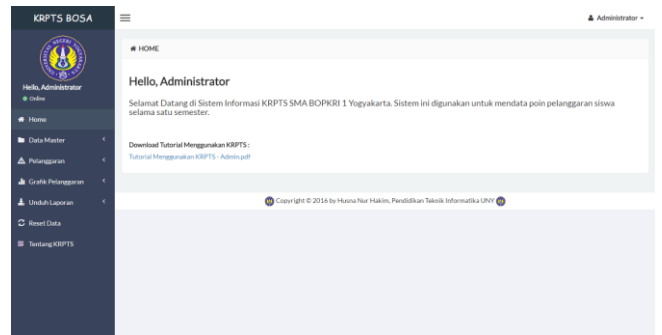 KRPTS BOSA
Administrator
Hello, Administrator
Online
Home
Data Master
Pelanggaran
Grafik Pelanggaran
Unduh Laporan
Reset Data
Tentang KRPTS
HOME
Hello, Administrator
Selamat Datang di Sistem Informasi KRPTS SMA BOPKRI 1 Yogyakarta. Sistem ini digunakan untuk mendata poin pelanggaran siswa
selama satu semester.
Download Tutorial Menggunakan KRPTS :
Tutorial Menggunakan KRPTS - Admin.pdf
Copyright © 2016 by Husna Nur Hakim, Pendidikan Teknik Informatika UNY